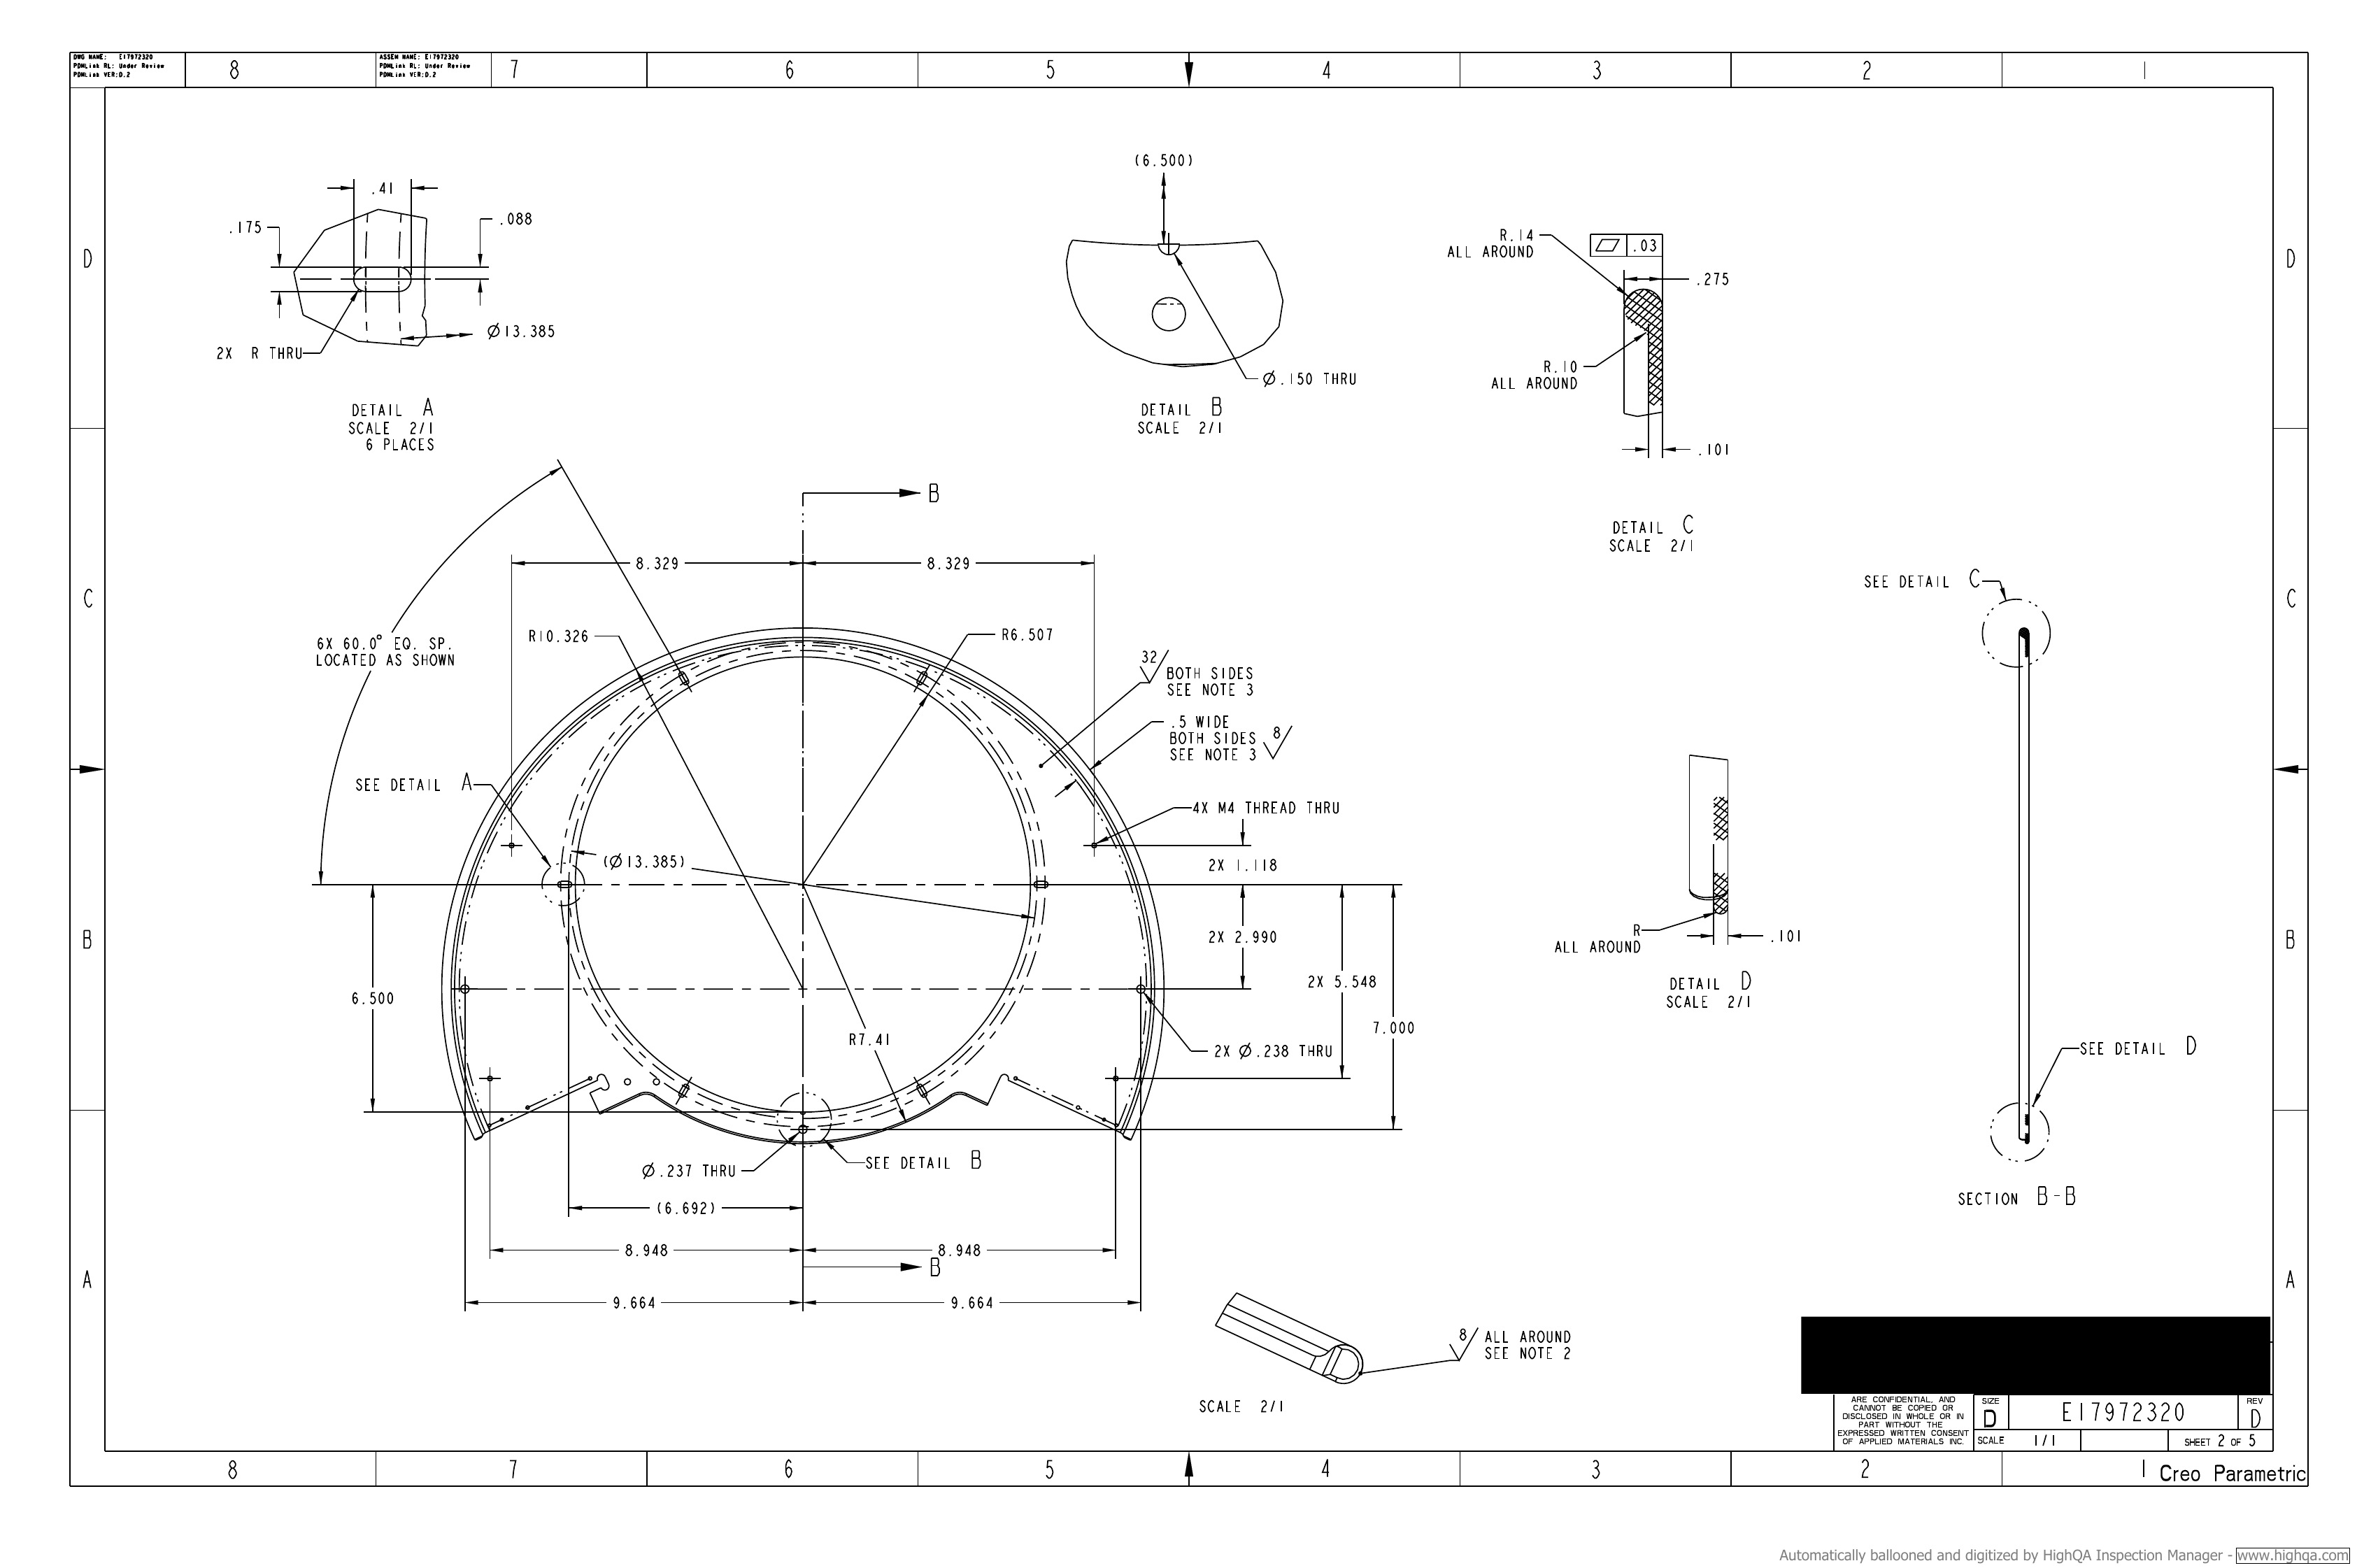 DWG NAME: E17972320
PDMLink RL: Under Review
PDMLink VER:D.2
ASSEM NAME: E17972320
PDMLink RL: Under Review
PDMLink VER:D.2
8
7
6
5
4
3
2
1
D
D
C
C
B
B
A
A
.41
.175
.088
Ø13.385
2X R THRU
DETAIL A
SCALE 2/1
6 PLACES
(6.500)
Ø.150 THRU
DETAIL B
SCALE 2/1
R.14
ALL AROUND
.03
.275
R.10
ALL AROUND
.101
DETAIL C
SCALE 2/1
B
8.329
8.329
6X 60.0° EQ. SP.
LOCATED AS SHOWN
R10.326
R6.507
32
BOTH SIDES
SEE NOTE 3
.5 WIDE
BOTH SIDES
SEE NOTE 3
8
SEE DETAIL A
4X M4 THREAD THRU
(Ø13.385)
2X 1.118
2X 2.990
2X 5.548
7.000
6.500
R7.41
2X Ø.238 THRU
Ø.237 THRU
SEE DETAIL B
(6.692)
8.948
8.948
B
9.664
9.664
SEE DETAIL C
R
ALL AROUND
.101
DETAIL D
SCALE 2/1
SEE DETAIL D
SECTION B-B
8
ALL AROUND
SEE NOTE 2
SCALE 2/1
ARE CONFIDENTIAL, AND
CANNOT BE COPIED OR
DISCLOSED IN WHOLE OR IN
PART WITHOUT THE
EXPRESSED WRITTEN CONSENT
OF APPLIED MATERIALS INC.
SIZE
D
E17972320
REV
D
SCALE 1/1
SHEET 2 OF 5
8
7
6
5
4
3
2
1
Creo Parametric
Automatically ballooned and digitized by HighQA Inspection Manager - www.highqa.com